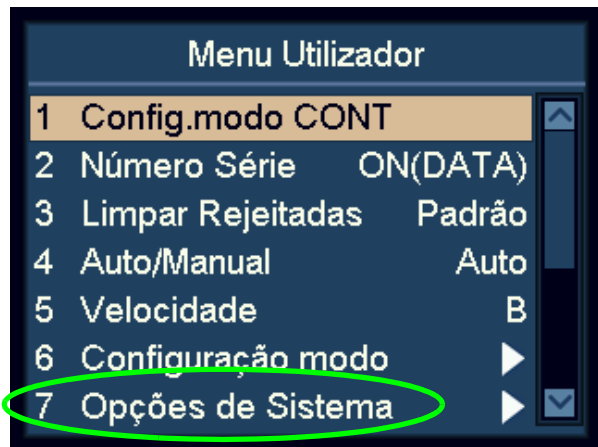 Menu Utilizador
1 Config.modo CONT
2 Número Série ON(DATA)
3 Limpar Rejeitadas Padrão
4 Auto/Manual Auto
5 Velocidade B
6 Configuração modo
7 Opções de Sistema